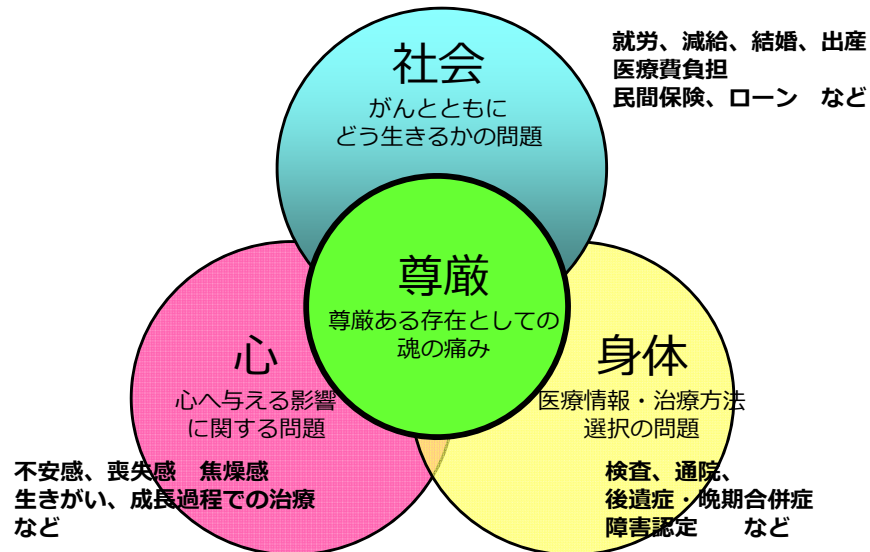 社会
がんとともに
どう生きるかの問題
就労、減給、結婚、出産
医療費負担
民間保険、ローン　など
尊厳
尊厳ある存在としての
魂の痛み
心
心へ与える影響
に関する問題
不安感、喪失感　焦燥感
生きがい、成長過程での治療
など
身体
医療情報・治療方法
選択の問題
検査、通院、
後遺症・晩期合併症
障害認定　　など